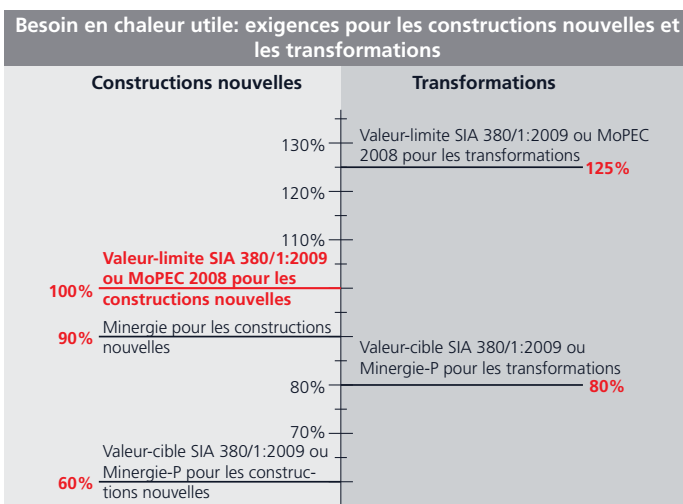 Besoin en chaleur utile: exigences pour les constructions nouvelles et
les transformations
Constructions nouvelles
Transformations
130%
Valeur-limite SIA 380/1:2009 ou MoPEC
2008 pour les transformations
125%
120%
110%
Valeur-limite SIA 380/1:2009
ou MoPEC 2008 pour les
constructions nouvelles
100%
Minergie pour les constructions
nouvelles
90%
Valeur-cible SIA 380/1:2009 ou
Minergie-P pour les transformations
80%
80%
70%
Valeur-cible SIA 380/1:2009 ou
Minergie-P pour les construc-
tions nouvelles
60%